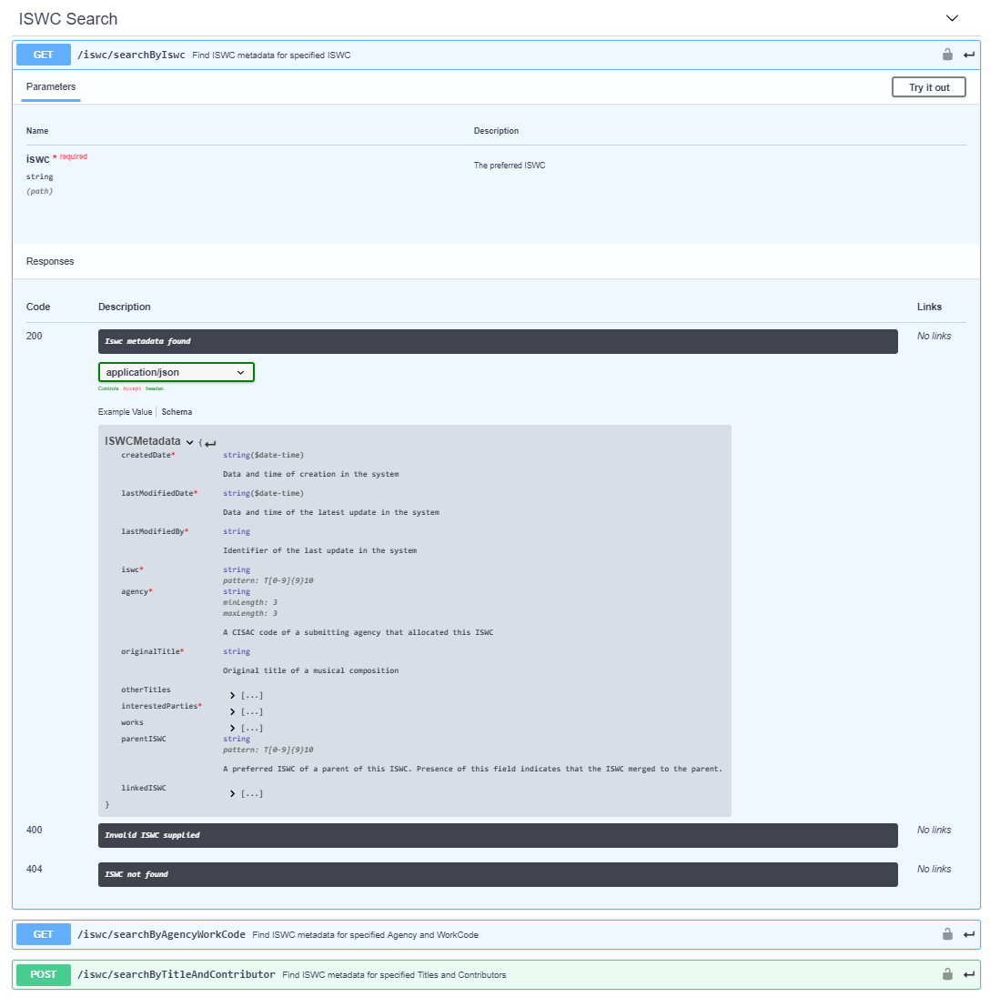 ISWC Search
GET /iswc/searchByIswc Find ISWC metadata for specified ISWC
Parameters
Try it out
Name Description
iswc * required
The preferred ISWC
string
(path)
Responses
Code Description Links
200 Iswc metadata found No links
application/json
Controls Accept header.
Example Value Schema
ISWCMetadata {
createdDate* string($date-time)
Data and time of creation in the system
lastModifiedDate* string($date-time)
Data and time of the latest update in the system
lastModifiedBy* string
Identifier of the last update in the system
iswc* string
pattern: T[0-9]{9}10
agency* string
minLength: 3
maxLength: 3
A CISAC code of a submitting agency that allocated this ISWC
originalTitle* string
Original title of a musical composition
otherTitles [...]
interestedParties* [...]
works [...]
parentISWC string
pattern: T[0-9]{9}10
A preferred ISWC of a parent of this ISWC. Presence of this field indicates that the ISWC merged to the parent.
linkedISWC [...]
}
400 Invalid ISWC supplied No links
404 ISWC not found No links
GET /iswc/searchByAgencyWorkCode Find ISWC metadata for specified Agency and WorkCode
POST /iswc/searchByTitleAndContributor Find ISWC metadata for specified Titles and Contributors